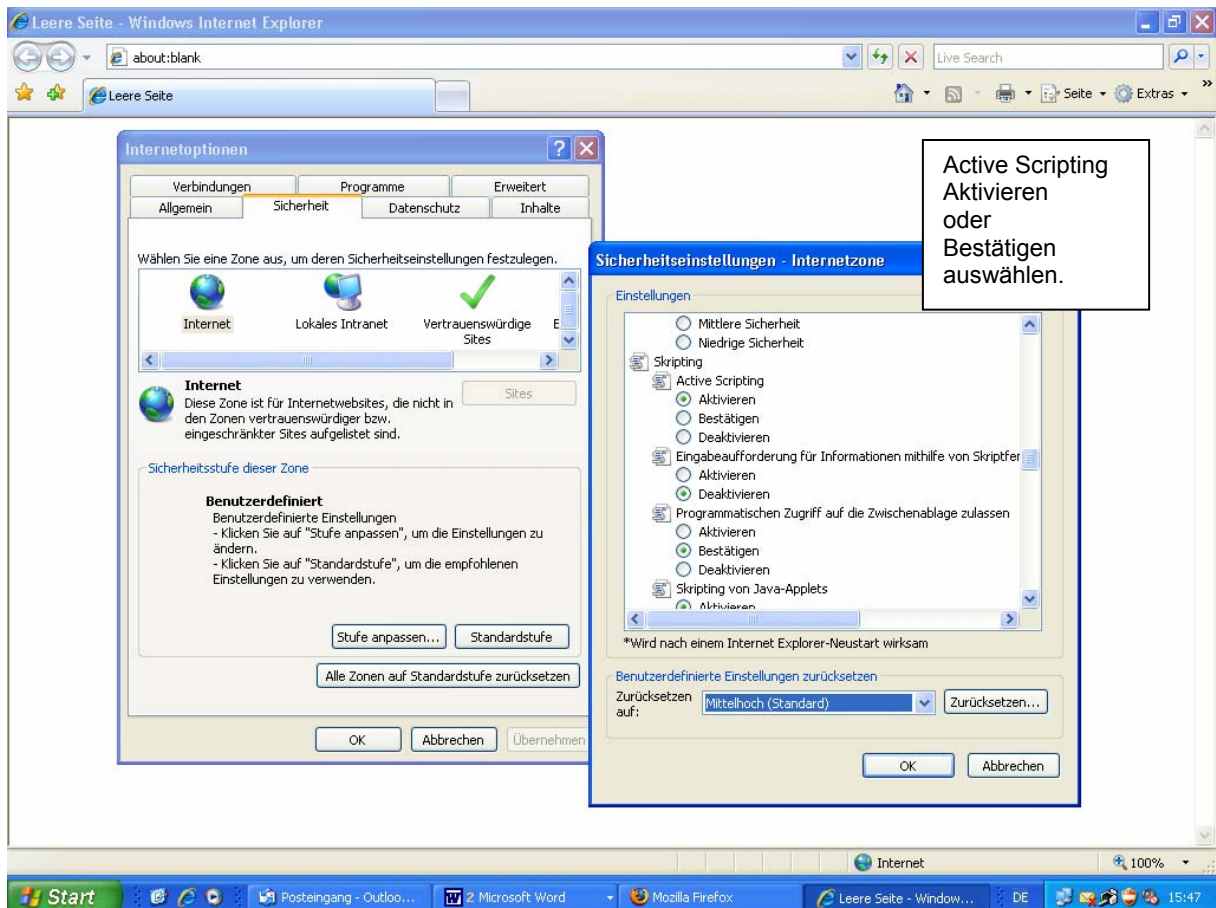 Leere Seite - Windows Internet Explorer
about:blank
Live Search
Leere Seite
Seite
Extras
»
Internetoptionen
Verbindungen
Programme
Erweitert
Allgemein
Sicherheit
Datenschutz
Inhalte
Wählen Sie eine Zone aus, um deren Sicherheitseinstellungen festzulegen.
Internet
Lokales Intranet
Vertrauenswürdige
Sites
E
Internet
Diese Zone ist für Internetwebsites, die nicht in
den Zonen vertrauenswürdiger bzw.
eingeschränkter Sites aufgelistet sind.
Sites
Sicherheitsstufe dieser Zone
Benutzerdefiniert
Benutzerdefinierte Einstellungen
- Klicken Sie auf "Stufe anpassen", um die Einstellungen zu
ändern.
- Klicken Sie auf "Standardstufe", um die empfohlenen
Einstellungen zu verwenden.
Stufe anpassen...
Standardstufe
Alle Zonen auf Standardstufe zurücksetzen
OK
Abbrechen
Übernehmen
Active Scripting
Aktivieren
oder
Bestätigen
auswählen.
Sicherheitseinstellungen - Internetzone
Einstellungen
Mittlere Sicherheit
Niedrige Sicherheit
Skripting
Active Scripting
Aktivieren
Bestätigen
Deaktivieren
Eingabeaufforderung für Informationen mithilfe von Skriptfer
Aktivieren
Deaktivieren
Programmatischen Zugriff auf die Zwischenablage zulassen
Aktivieren
Bestätigen
Deaktivieren
Skripting von Java-Applets
Aktivieren
*Wird nach einem Internet Explorer-Neustart wirksam
Benutzerdefinierte Einstellungen zurücksetzen
Zurücksetzen
auf:
Mittelhoch (Standard)
Zurücksetzen...
OK
Abbrechen
Internet
100%
Start
Posteingang - Outloo...
2 Microsoft Word
Mozilla Firefox
Leere Seite - Window...
DE
15:47